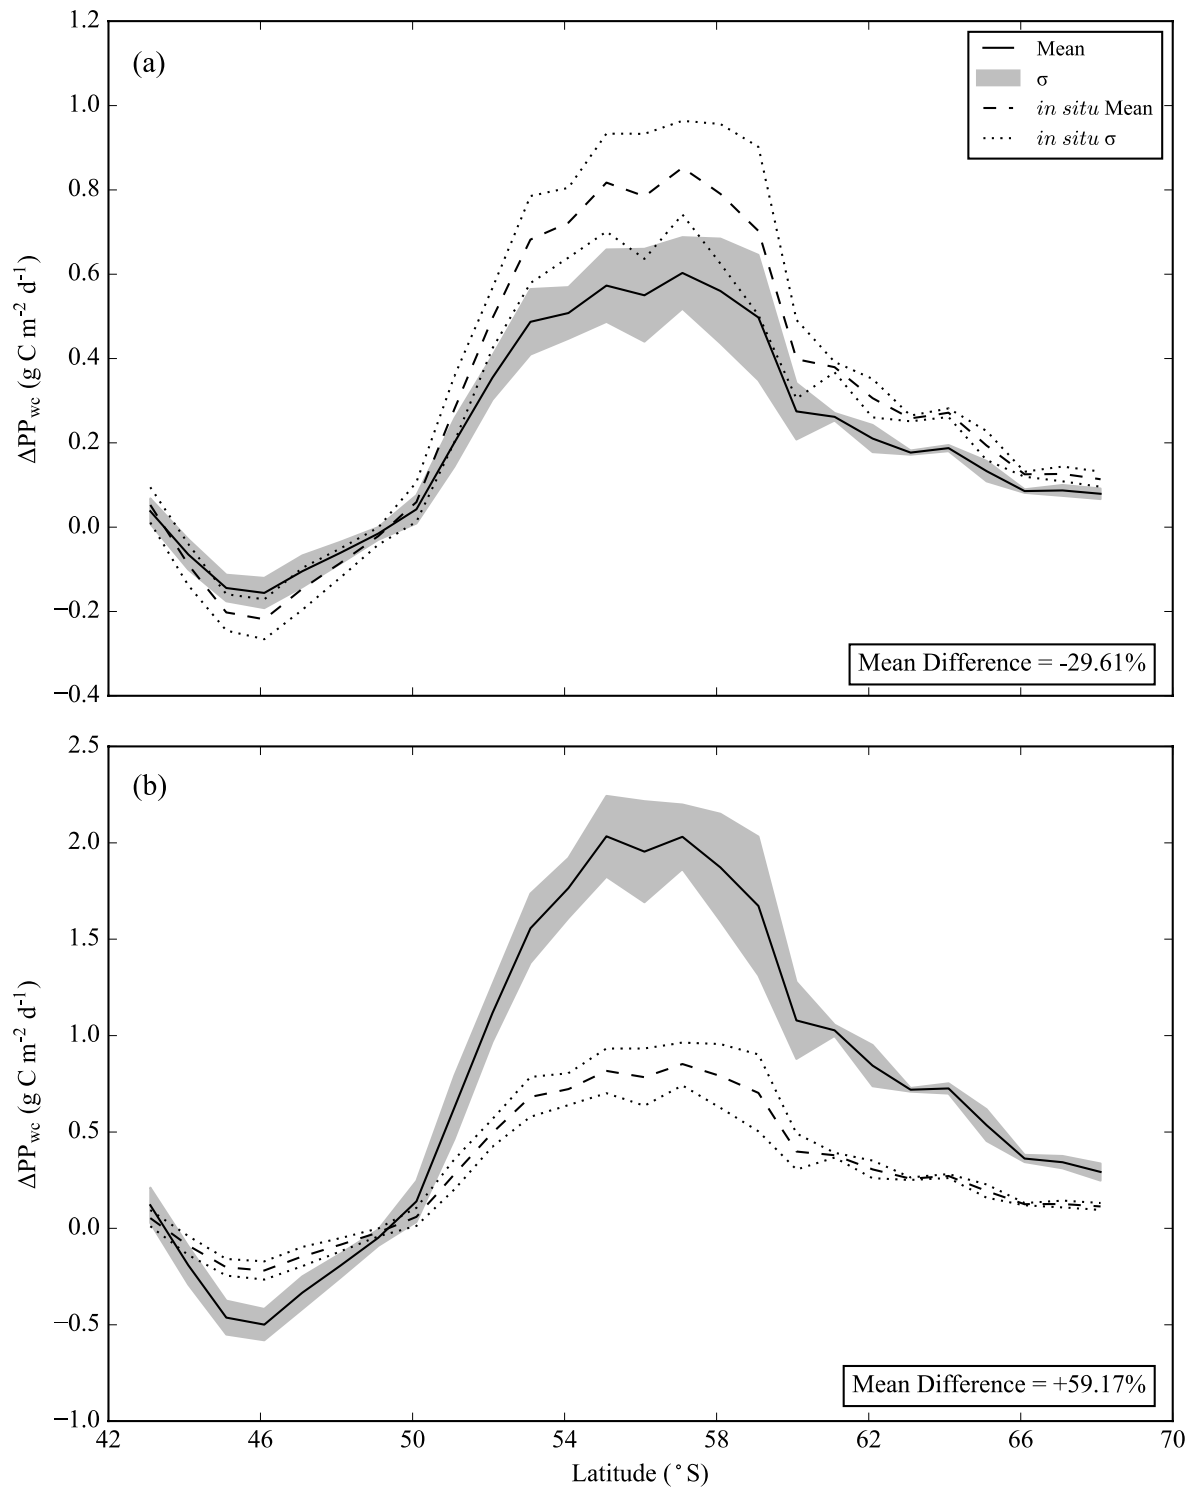 1.2
1.0
0.8
0.6
0.4
0.2
0.0
−0.2
−0.4
ΔPPwc (g C m-2 d-1)
(a)
Mean
σ
in situ Mean
in situ σ
Mean Difference = -29.61%
2.5
2.0
1.5
1.0
0.5
0.0
−0.5
−1.0
ΔPPwc (g C m-2 d-1)
(b)
Mean Difference = +59.17%
42 46 50 54 58 62 66 70
Latitude (°S)